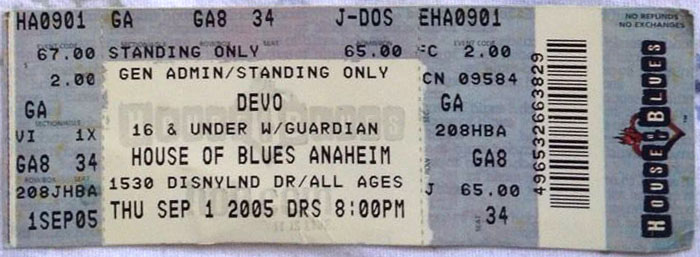 HA0901 GA GA8 34 J-DOS EHA0901
67.00 STANDING ONLY 65.00 FC 2.00
2.00 GEN ADMIN/STANDING ONLY CN 09584
GA DEVO GA
VI 1X 16 & UNDER W/GUARDIAN 208HBA
GA8 34 HOUSE OF BLUES ANAHEIM GA8
208JHBA 1530 DISNYLND DR/ALL AGES J 65.00
1SEP05 THU SEP 1 2005 DRS 8:00PM SEAT 34
496532663829
NO REFUNDS
NO EXCHANGES
HOUSE OF BLUES